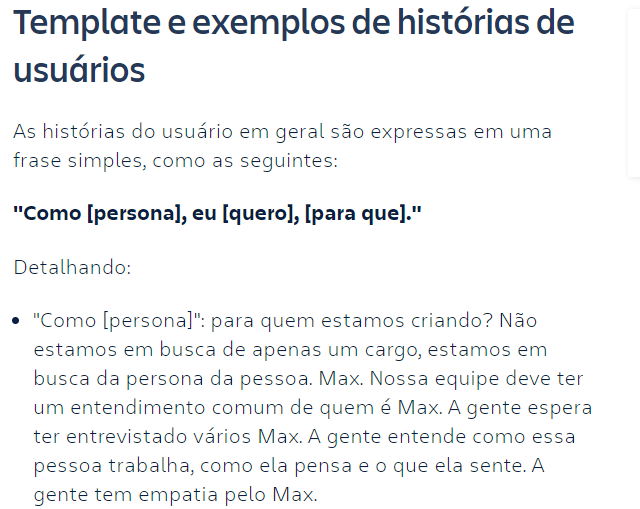 Template e exemplos de histórias de
usuários
As histórias do usuário em geral são expressas em uma
frase simples, como as seguintes:
"Como [persona], eu [quero], [para que]."
Detalhando:
• "Como [persona]": para quem estamos criando? Não
estamos em busca de apenas um cargo, estamos em
busca da persona da pessoa. Max. Nossa equipe deve ter
um entendimento comum de quem é Max. A gente espera
ter entrevistado vários Max. A gente entende como essa
pessoa trabalha, como ela pensa e o que ela sente. A
gente tem empatia pelo Max.